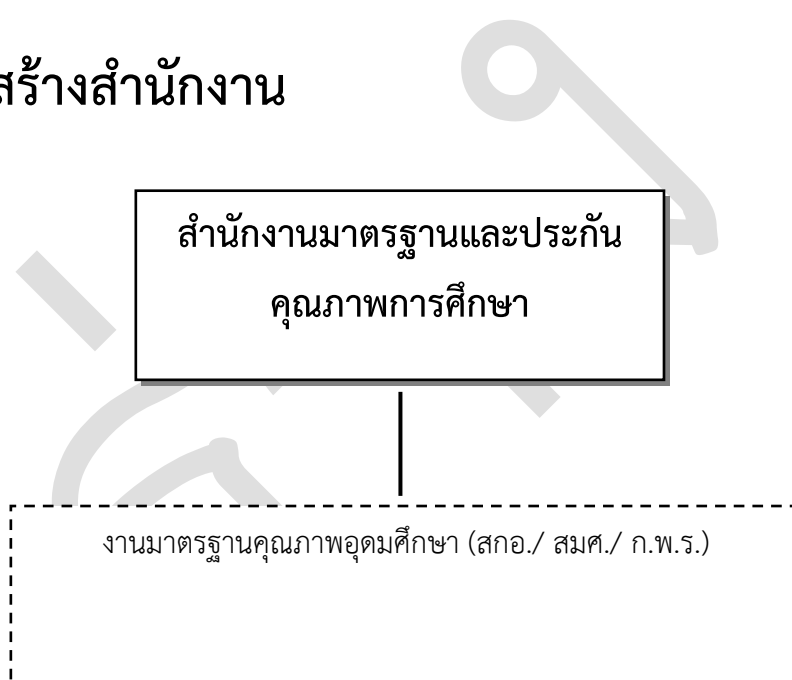 สร้างสำนักงาน
สำนักงานมาตรฐานและประกัน
คุณภาพการศึกษา
งานมาตรฐานคุณภาพอุดมศึกษา (สกอ./ สมศ./ ก.พ.ร.)